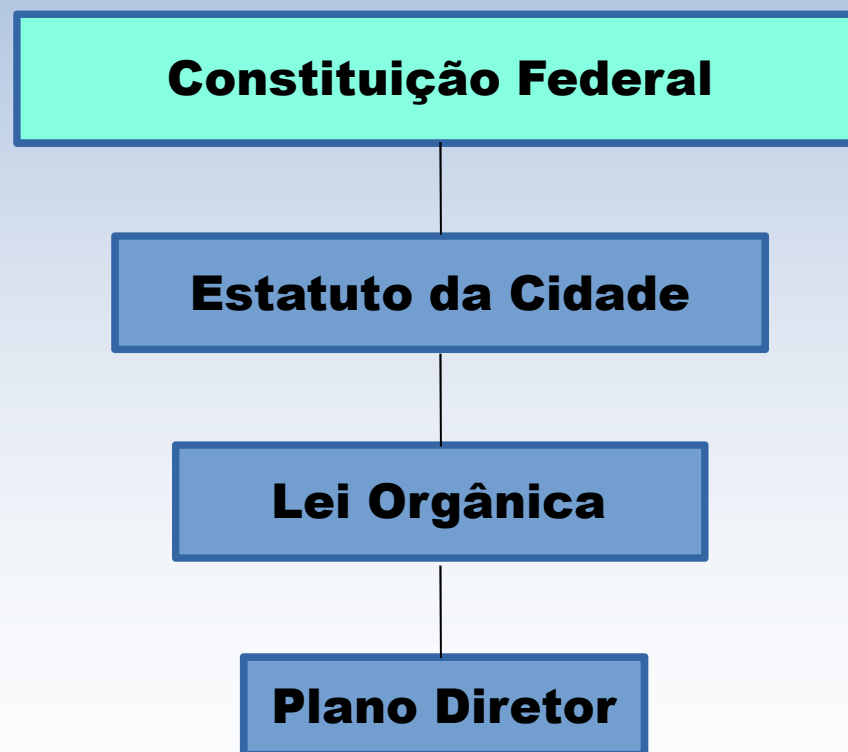 Constituição Federal
Estatuto da Cidade
Lei Orgânica
Plano Diretor